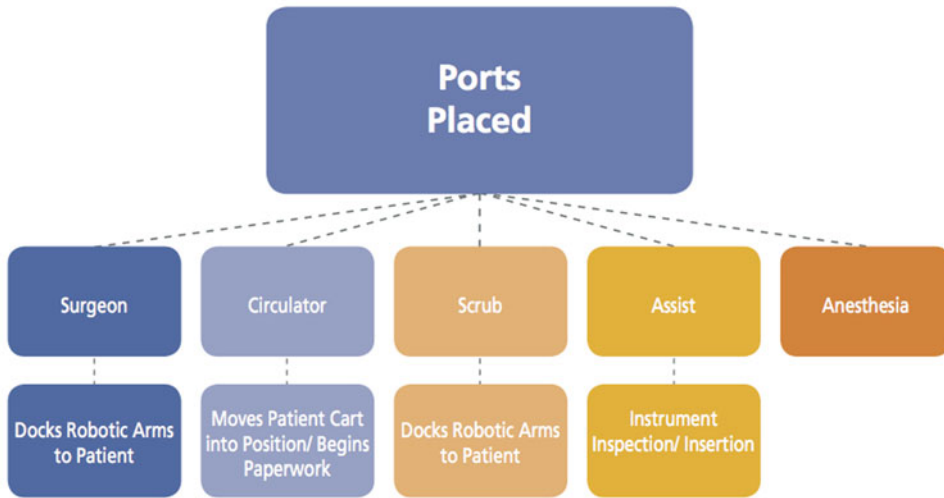 Ports
Placed
Surgeon
Circulator
Scrub
Assist
Anesthesia
Docks Robotic Arms
to Patient
Moves Patient Cart
into Position/ Begins
Paperwork
Docks Robotic Arms
to Patient
Instrument
Inspection/ Insertion